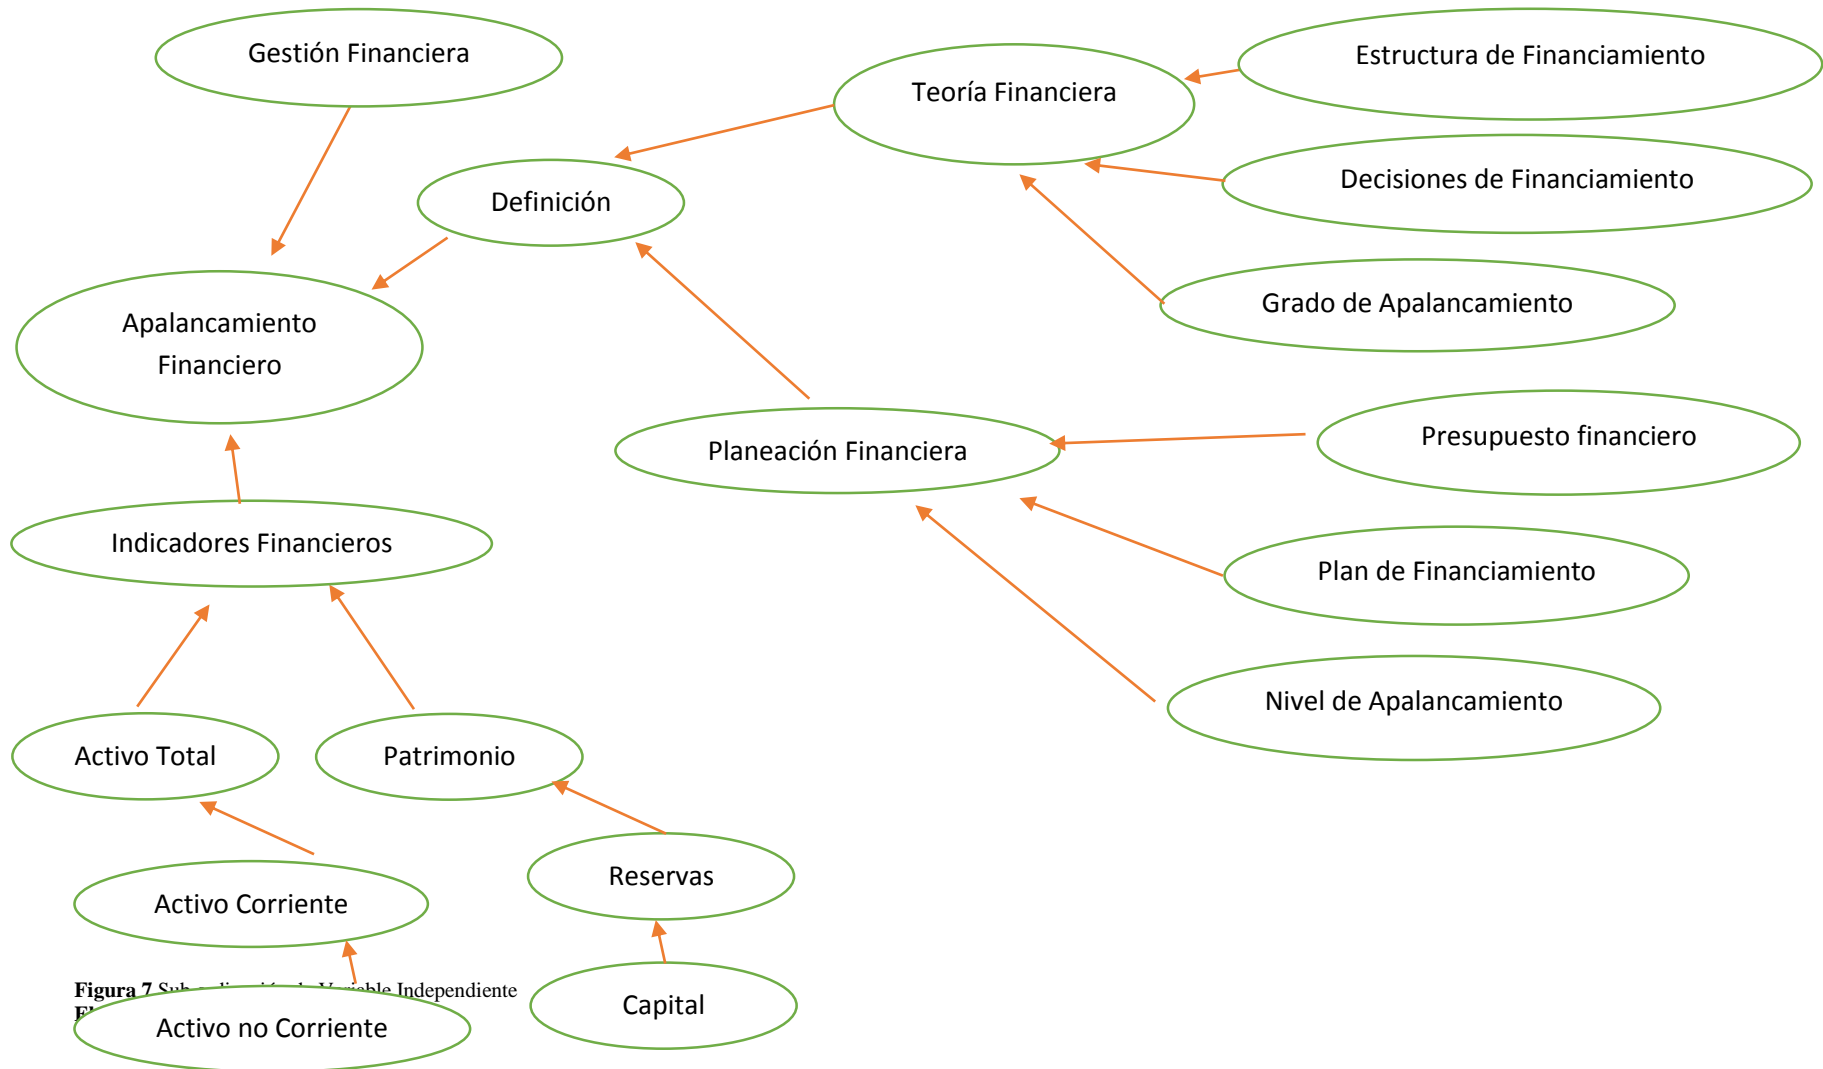 Gestión Financiera
Estructura de Financiamiento
Teoría Financiera
Decisiones de Financiamiento
Definición
Grado de Apalancamiento
Apalancamiento
Financiero
Planeación Financiera
Presupuesto financiero
Indicadores Financieros
Plan de Financiamiento
Nivel de Apalancamiento
Activo Total
Patrimonio
Reservas
Activo Corriente
Figura 7 Independiente
Capital
Activo no Corriente